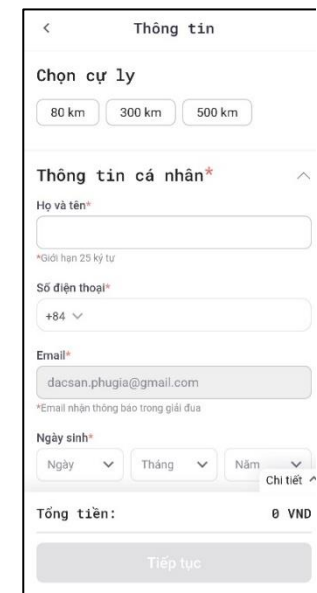 Thông tin
Chọn cự ly
80 km 300 km 500 km
Thông tin cá nhân*
Họ và tên*
*Giới hạn 25 ký tự
Số điện thoại*
+84
Email*
dacsan.phugia@gmail.com
*Email nhận thông báo trong giải đua
Ngày sinh*
Ngày Tháng Năm
Chi tiết
Tổng tiền: 0 VND
Tiếp tục